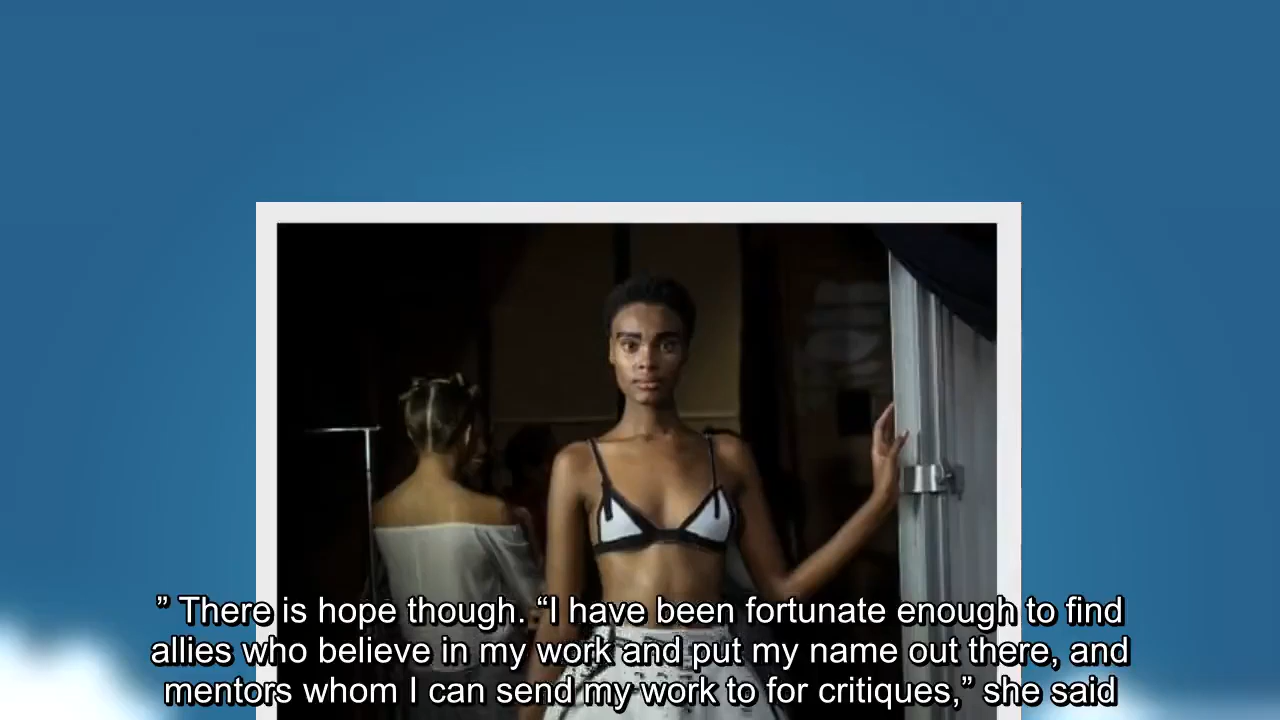 ” There is hope though. “I have been fortunate enough to find
allies who believe in my work and put my name out there, and
mentors whom I can send my work to for critiques,” she said